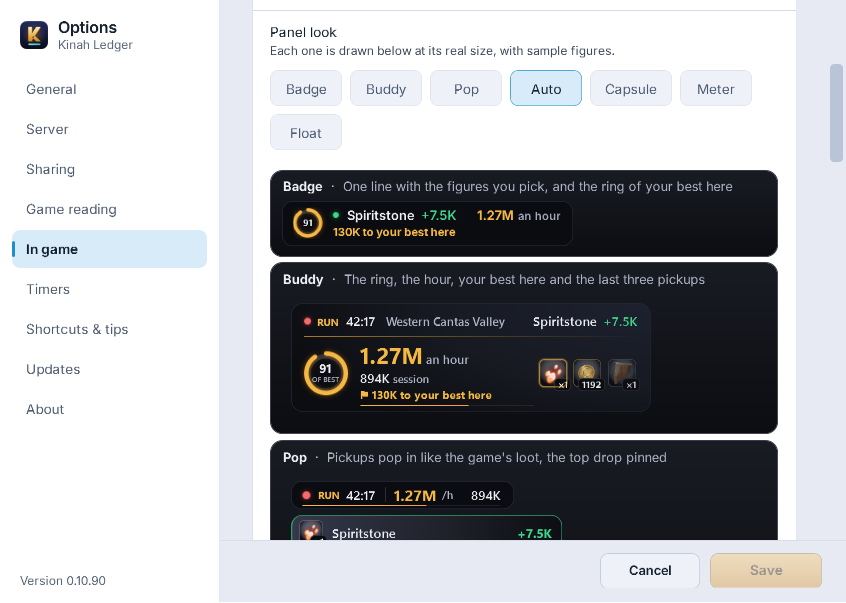 Options
Kinah Ledger
General
Server
Sharing
Game reading
In game
Timers
Shortcuts & tips
Updates
About
Version 0.10.90
Panel look
Each one is drawn below at its real size, with sample figures.
Badge Buddy Pop Auto Capsule Meter
Float
Badge · One line with the figures you pick, and the ring of your best here
91 Spiritstone +7.5K 1.27M an hour
130K to your best here
Buddy · The ring, the hour, your best here and the last three pickups
RUN 42:17 Western Cantas Valley Spiritstone +7.5K
91 OF BEST
1.27M an hour
894K session
130K to your best here
x1 1192 x1
Pop · Pickups pop in like the game's loot, the top drop pinned
RUN 42:17 1.27M /h 894K
Spiritstone +7.5K
Cancel Save